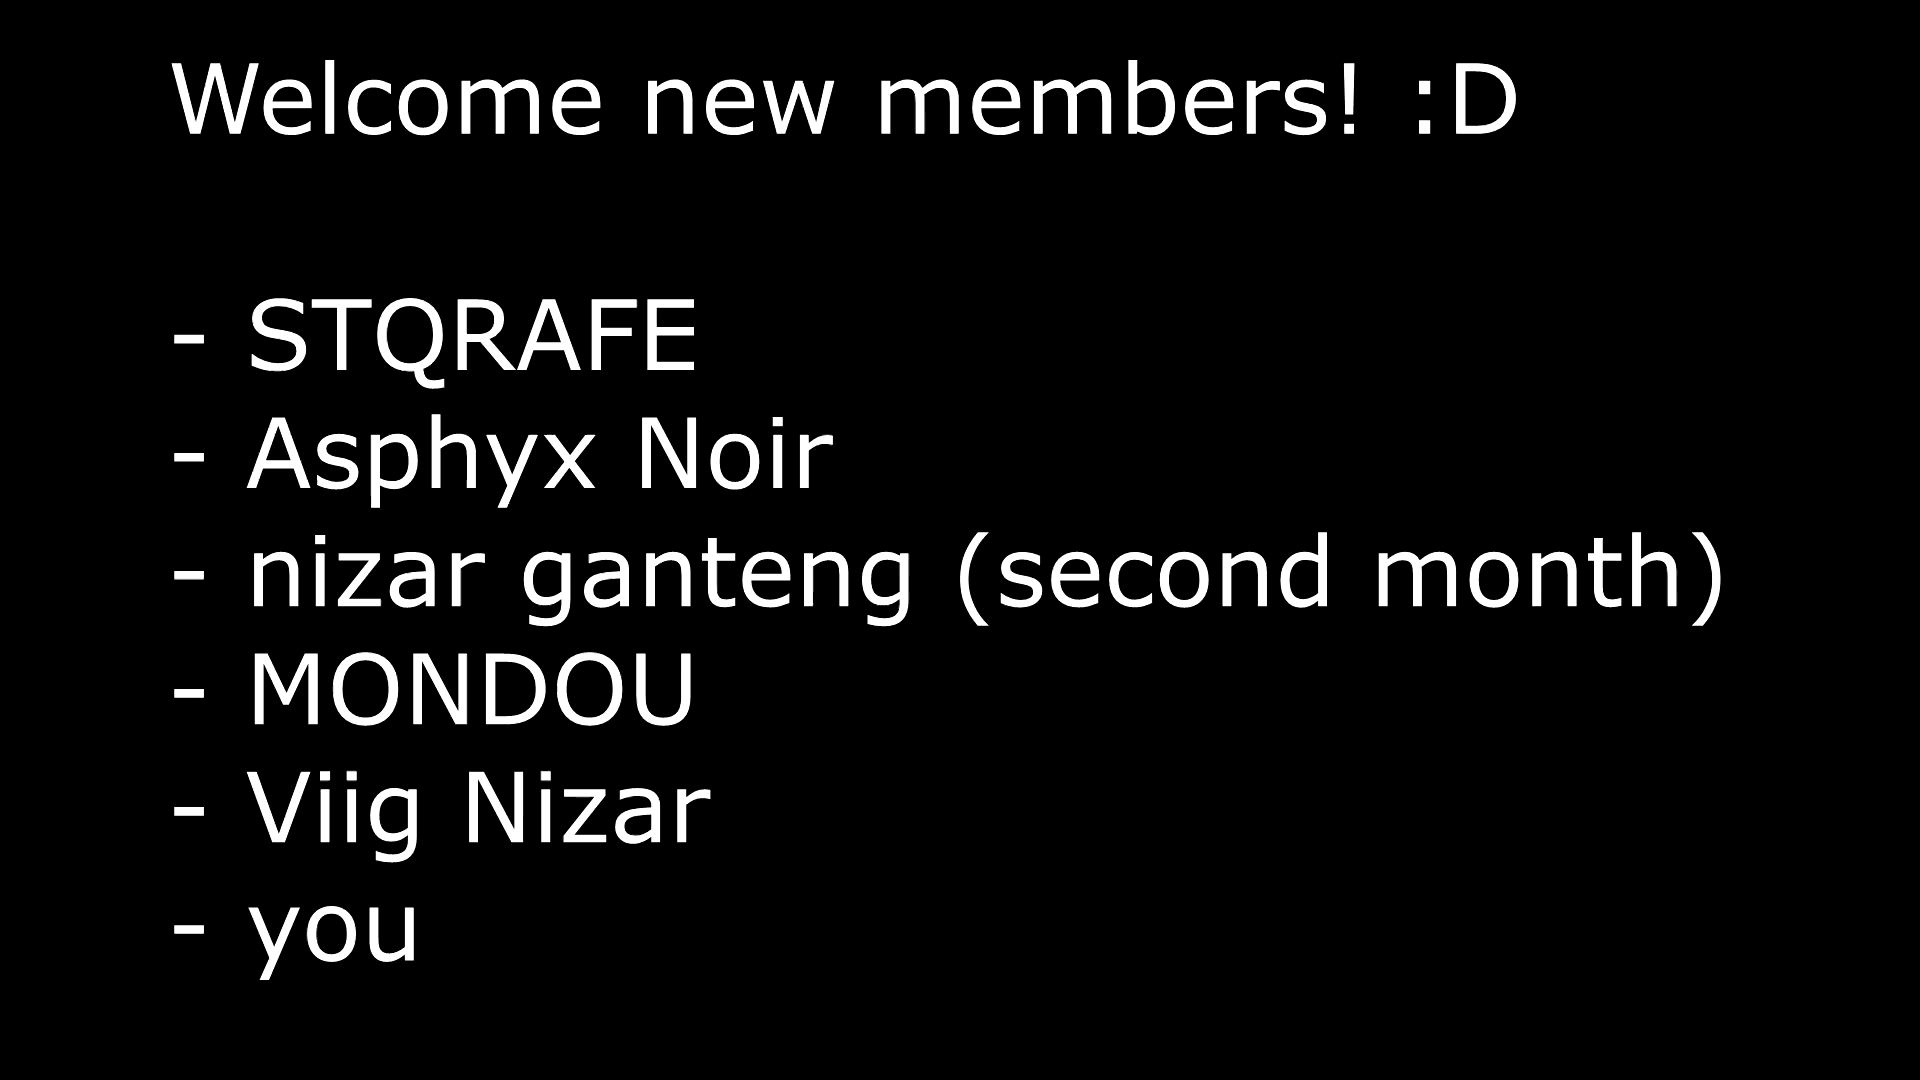 Welcome new members! :D
- STQRAFE
- Asphyx Noir
- nizar ganteng (second month)
- MONDOU
- Viig Nizar
- you